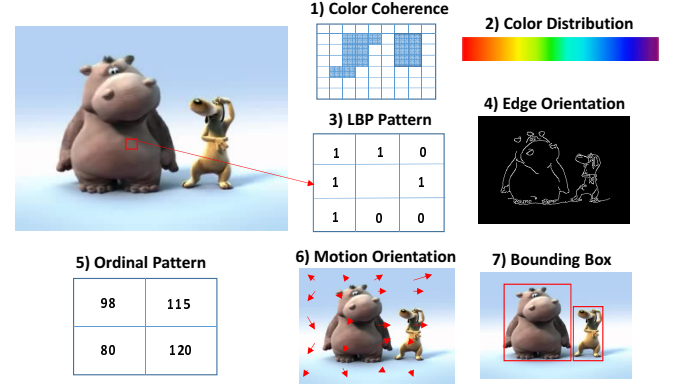 1) Color Coherence
2) Color Distribution
3) LBP Pattern
1 1 0
1 1
1 0 0
4) Edge Orientation
5) Ordinal Pattern
98 115
80 120
6) Motion Orientation
7) Bounding Box